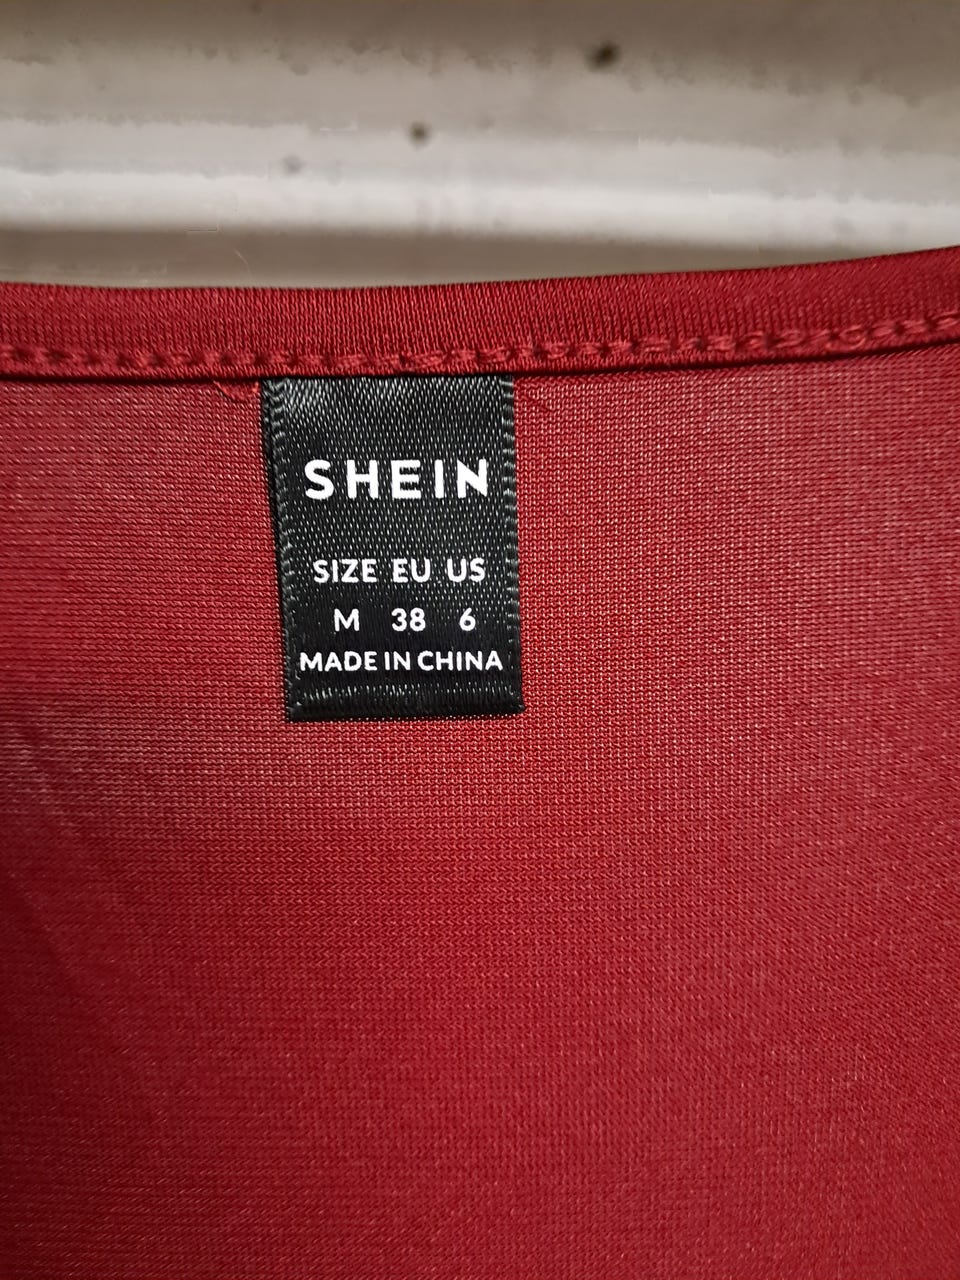 SHEIN
SIZE EU US
M 38 6
MADE IN CHINA